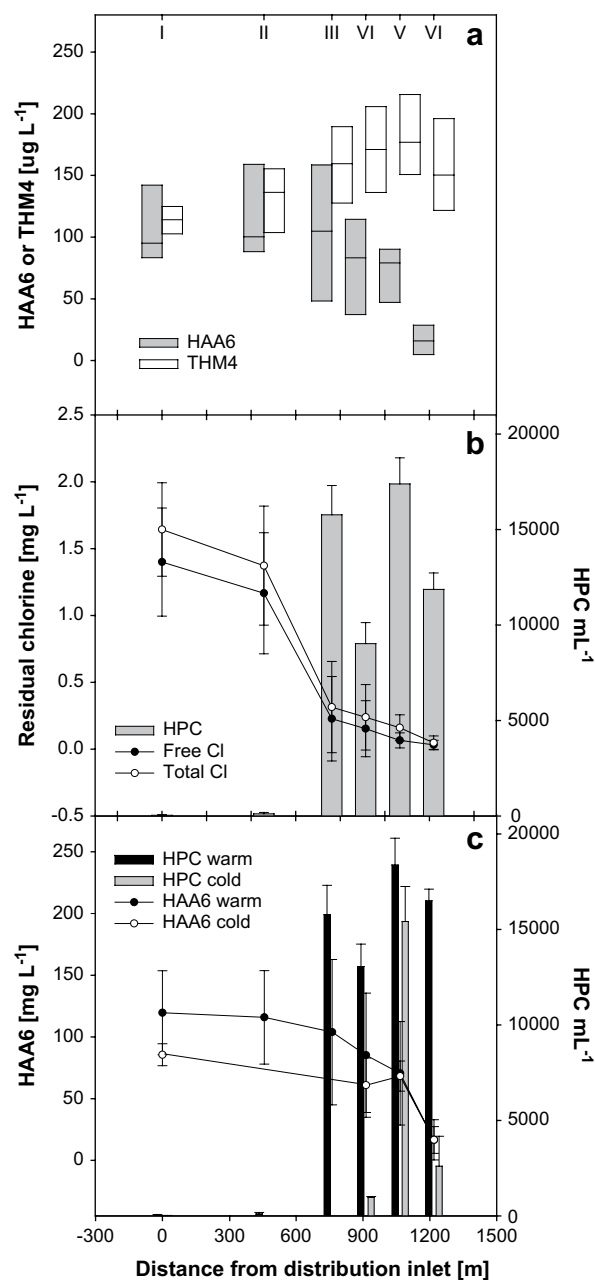 I II III VI V VI
a
250
200
150
100
50
0
HAA6 or THM4 [ug L-1]
HAA6
THM4
b
2.5
2.0
1.5
1.0
0.5
0.0
-0.5
Residual chlorine [mg L-1]
20000
15000
10000
5000
0
HPC mL-1
HPC
Free Cl
Total Cl
c
250
200
150
100
50
0
HAA6 [mg L-1]
HPC warm
HPC cold
HAA6 warm
HAA6 cold
20000
15000
10000
5000
0
HPC mL-1
-300 0 300 600 900 1200 1500
Distance from distribution inlet [m]